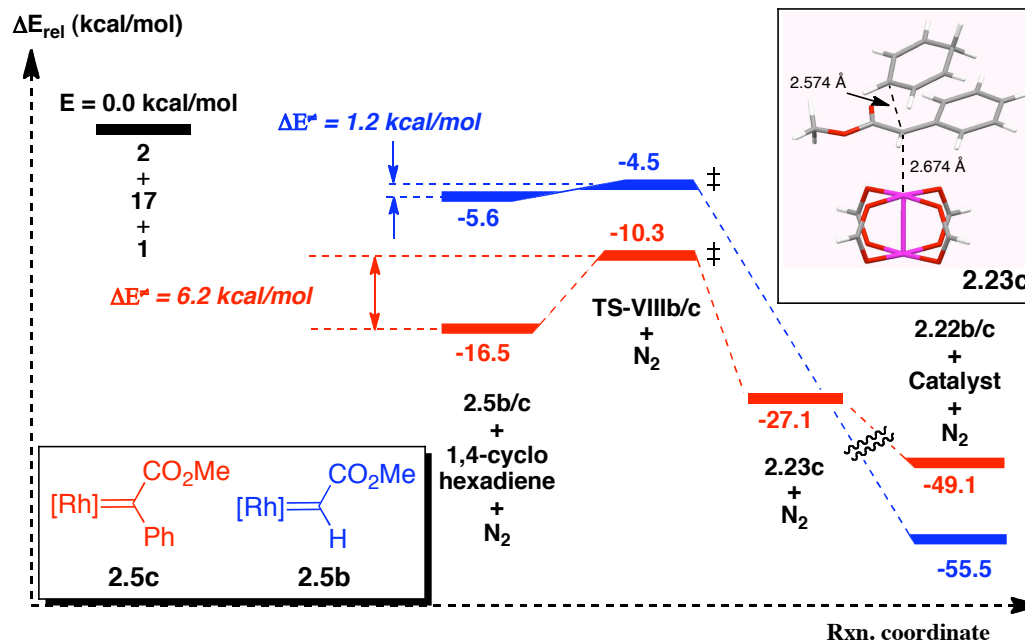 ΔE_rel (kcal/mol)
E = 0.0 kcal/mol
2
+
17
+
1
ΔE≠ = 1.2 kcal/mol
-4.5
‡
-5.6
-10.3
‡
ΔE≠ = 6.2 kcal/mol
-16.5
TS-VIIIb/c
+
N₂
2.5b/c
+
1,4-cyclo
hexadiene
+
N₂
-27.1
2.23c
+
N₂
2.22b/c
+
Catalyst
+
N₂
-49.1
-55.5
2.574 Å
2.674 Å
2.23c
CO₂Me
[Rh]
Ph
2.5c
CO₂Me
[Rh]
H
2.5b
Rxn. coordinate